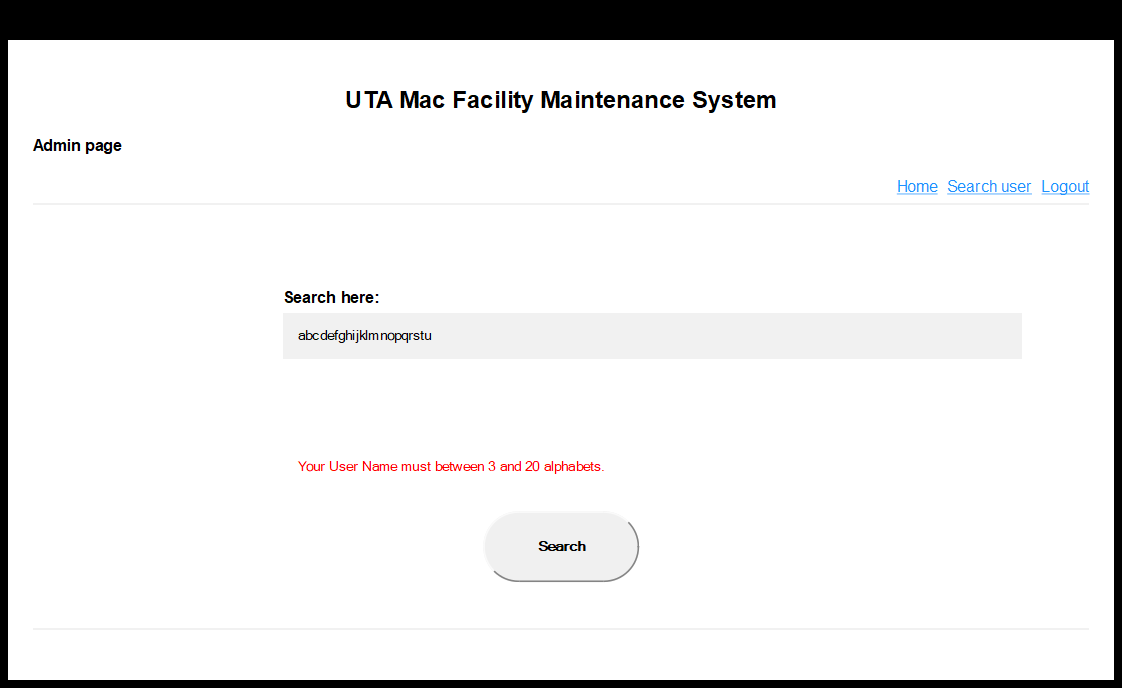 UTA Mac Facility Maintenance System
Admin page
Home Search user Logout
Search here:
abcdefghijklmnopqrstu
Your User Name must between 3 and 20 alphabets.
Search